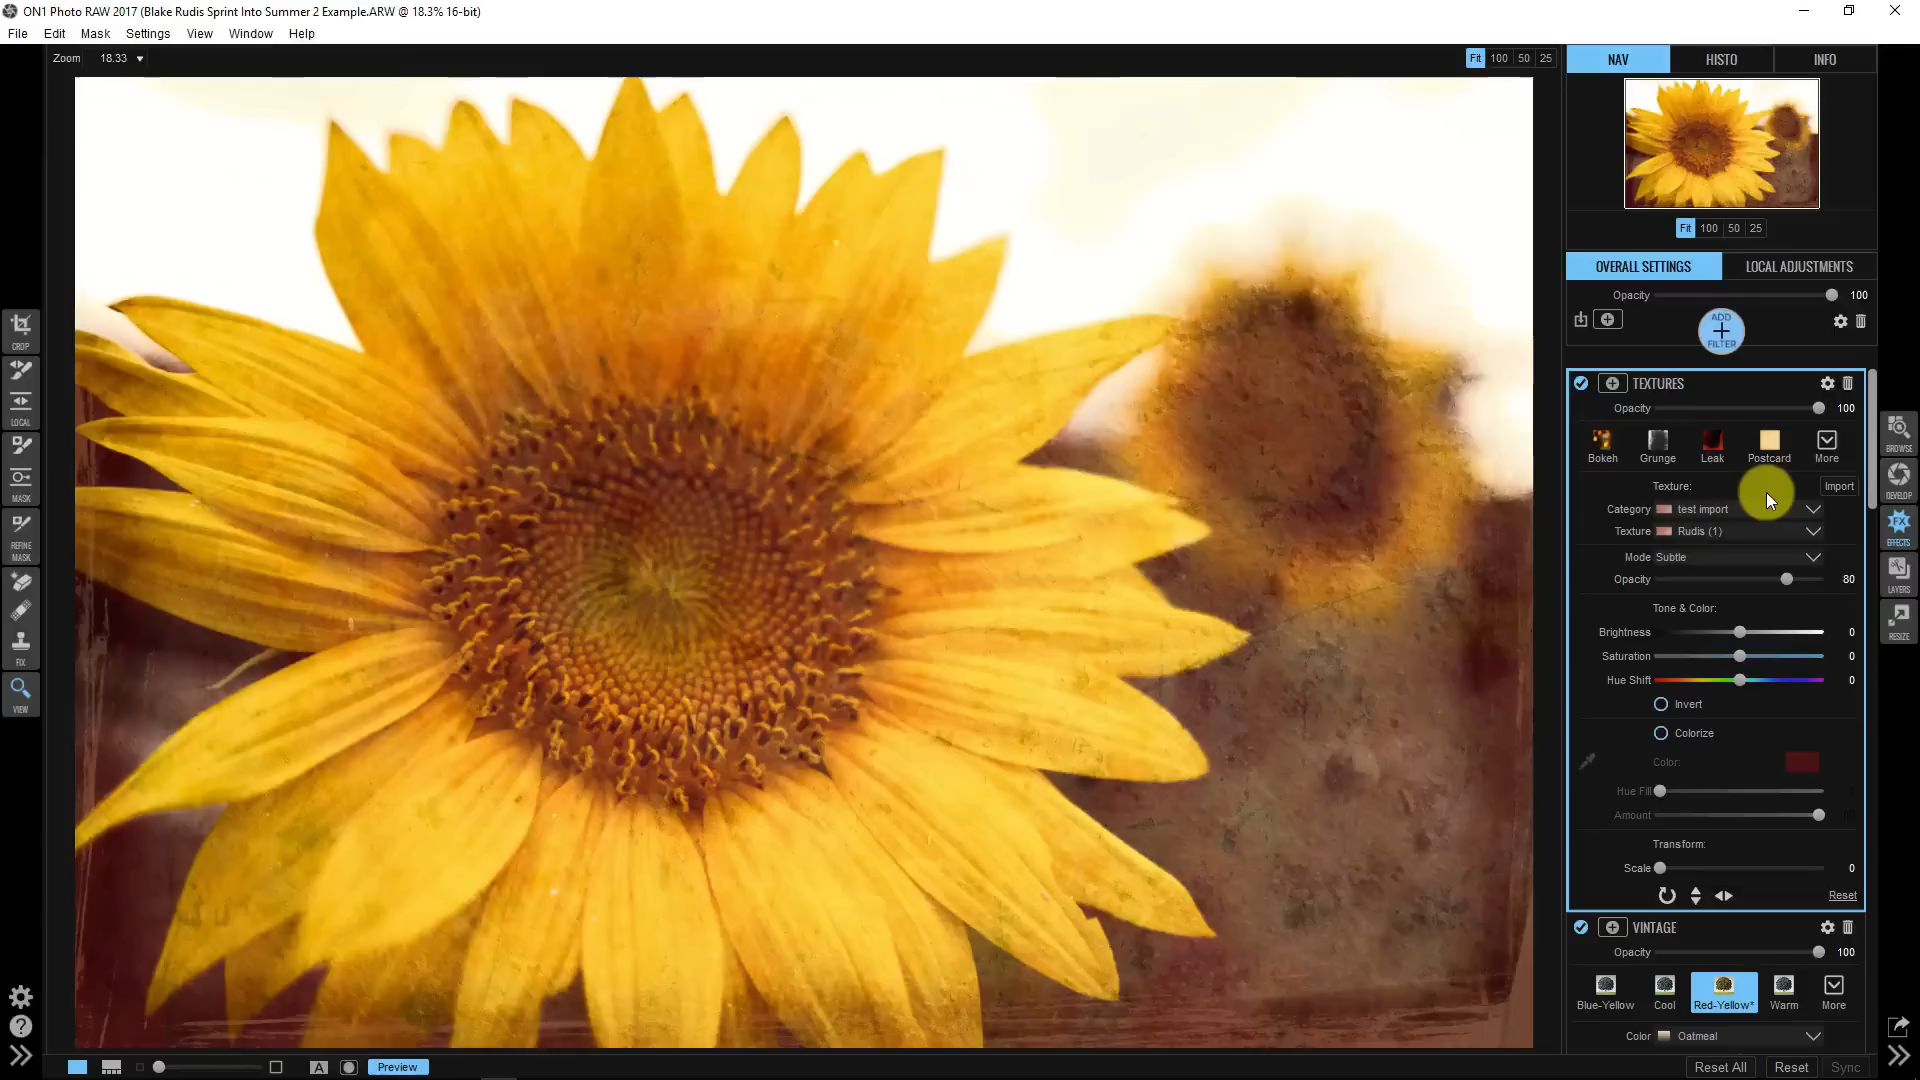 ON1 Photo RAW 2017 (Blake Rudis Sprint Into Summer 2 Example.ARW @ 18.3% 16-bit)
File Edit Mask Settings View Window Help
Zoom 18.33
Fit 100 50 25
NAV HISTO INFO
Fit 100 50 25
OVERALL SETTINGS LOCAL ADJUSTMENTS
Opacity 100
ADD
FILTER
TEXTURES
Opacity 100
Bokeh Grunge Leak Postcard More
Texture: Import
Category test import
Texture Rudis (1)
Mode Subtle
Opacity 80
Tone & Color:
Brightness 0
Saturation 0
Hue Shift 0
Invert
Colorize
Color:
Hue Fill
Amount
Transform:
Scale 0
Reset
VINTAGE
Opacity 100
Blue-Yellow Cool Red-Yellow* Warm More
Color Oatmeal
Reset All Reset Sync
CROP
LOCAL
MASK
REFINE
MASK
FIX
VIEW
BROWSE
DEVELOP
FX
EFFECTS
LAYERS
RESIZE
A Preview